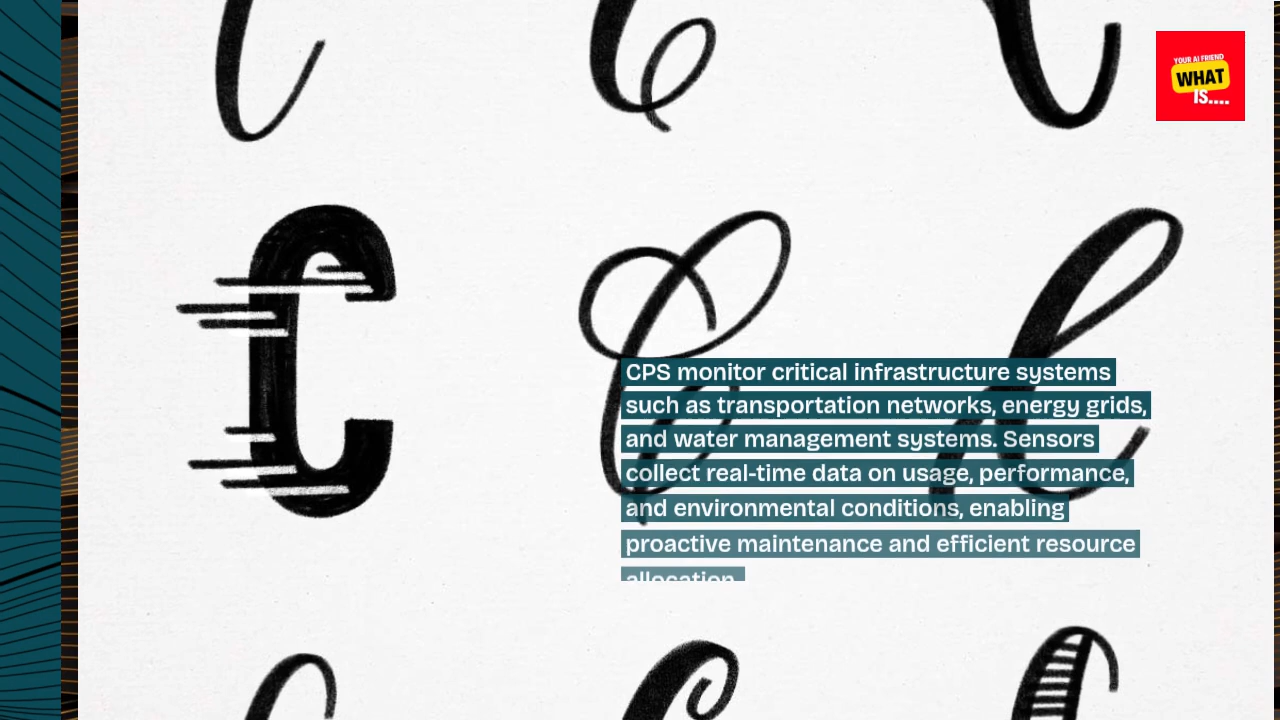 YOUR AI FRIEND
WHAT
IS....
C
CPS monitor critical infrastructure systems
such as transportation networks, energy grids,
and water management systems. Sensors
collect real-time data on usage, performance,
and environmental conditions, enabling
proactive maintenance and efficient resource
allocation.